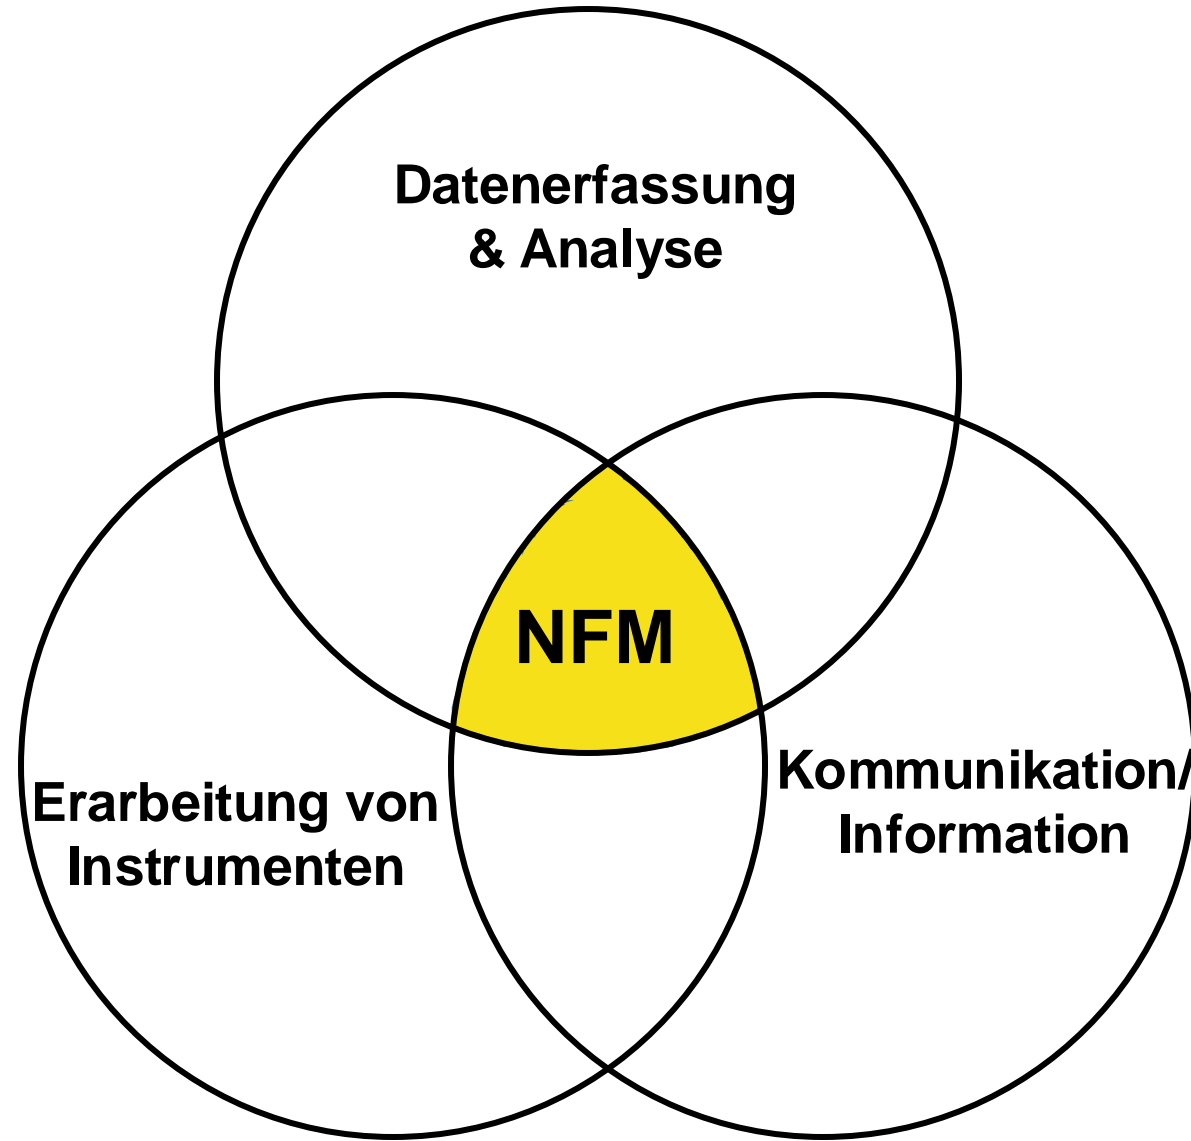 Datenerfassung
& Analyse
NFM
Erarbeitung von
Instrumenten
Kommunikation/
Information